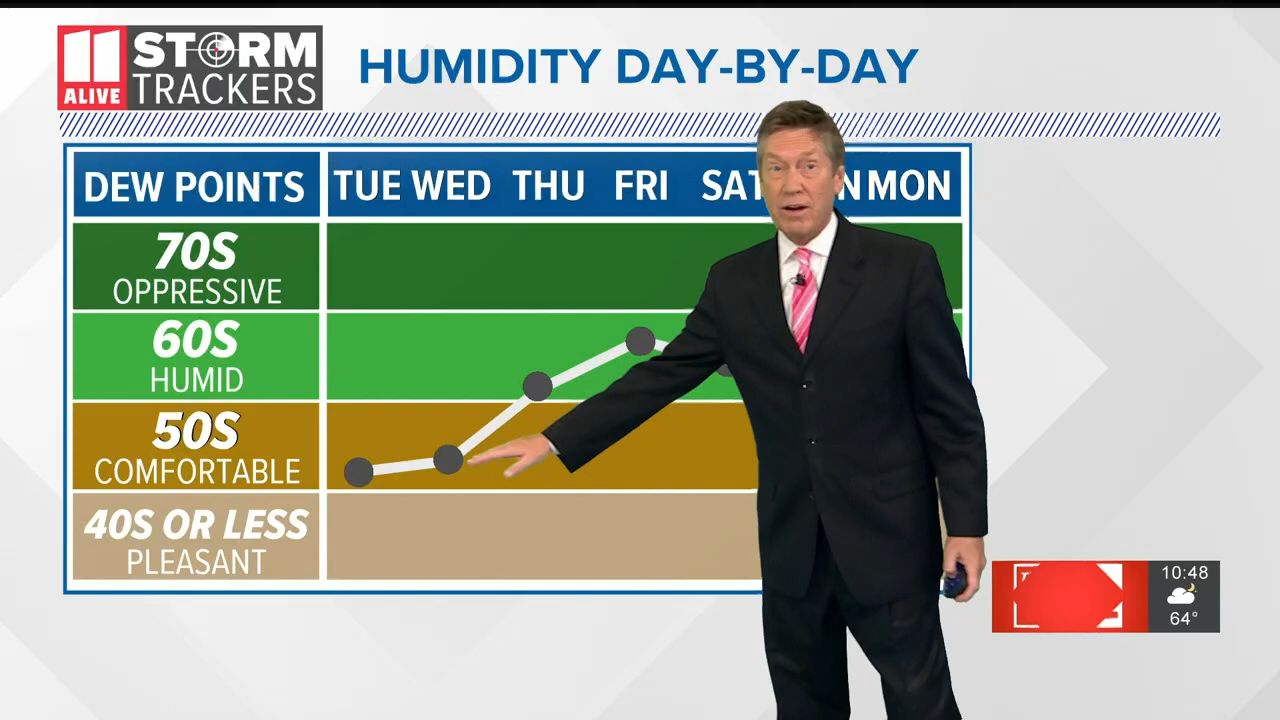 11
ALIVE
STORM
TRACKERS
HUMIDITY DAY-BY-DAY
DEW POINTS
TUE WED THU FRI SAT MON
70S
OPPRESSIVE
60S
HUMID
50S
COMFORTABLE
40S OR LESS
PLEASANT
10:48
64°